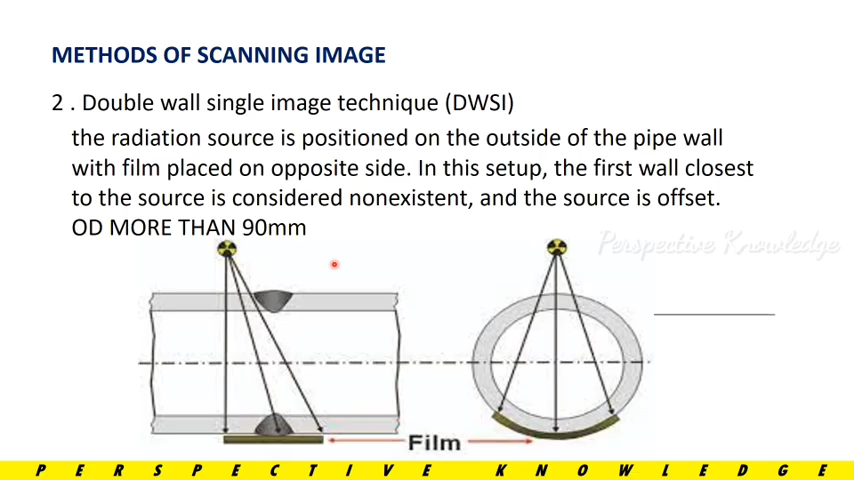 METHODS OF SCANNING IMAGE
2 . Double wall single image technique (DWSI)
the radiation source is positioned on the outside of the pipe wall
with film placed on opposite side. In this setup, the first wall closest
to the source is considered nonexistent, and the source is offset.
OD MORE THAN 90mm
Perspective Knowledge
Film
PERSPECTIVE KNOWLEDGE